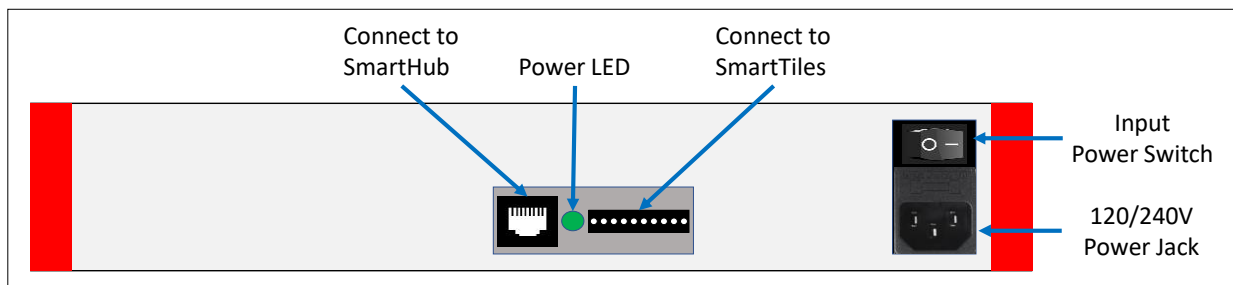 Connect to
SmartHub
Power LED
Connect to
SmartTiles
Input
Power Switch
120/240V
Power Jack